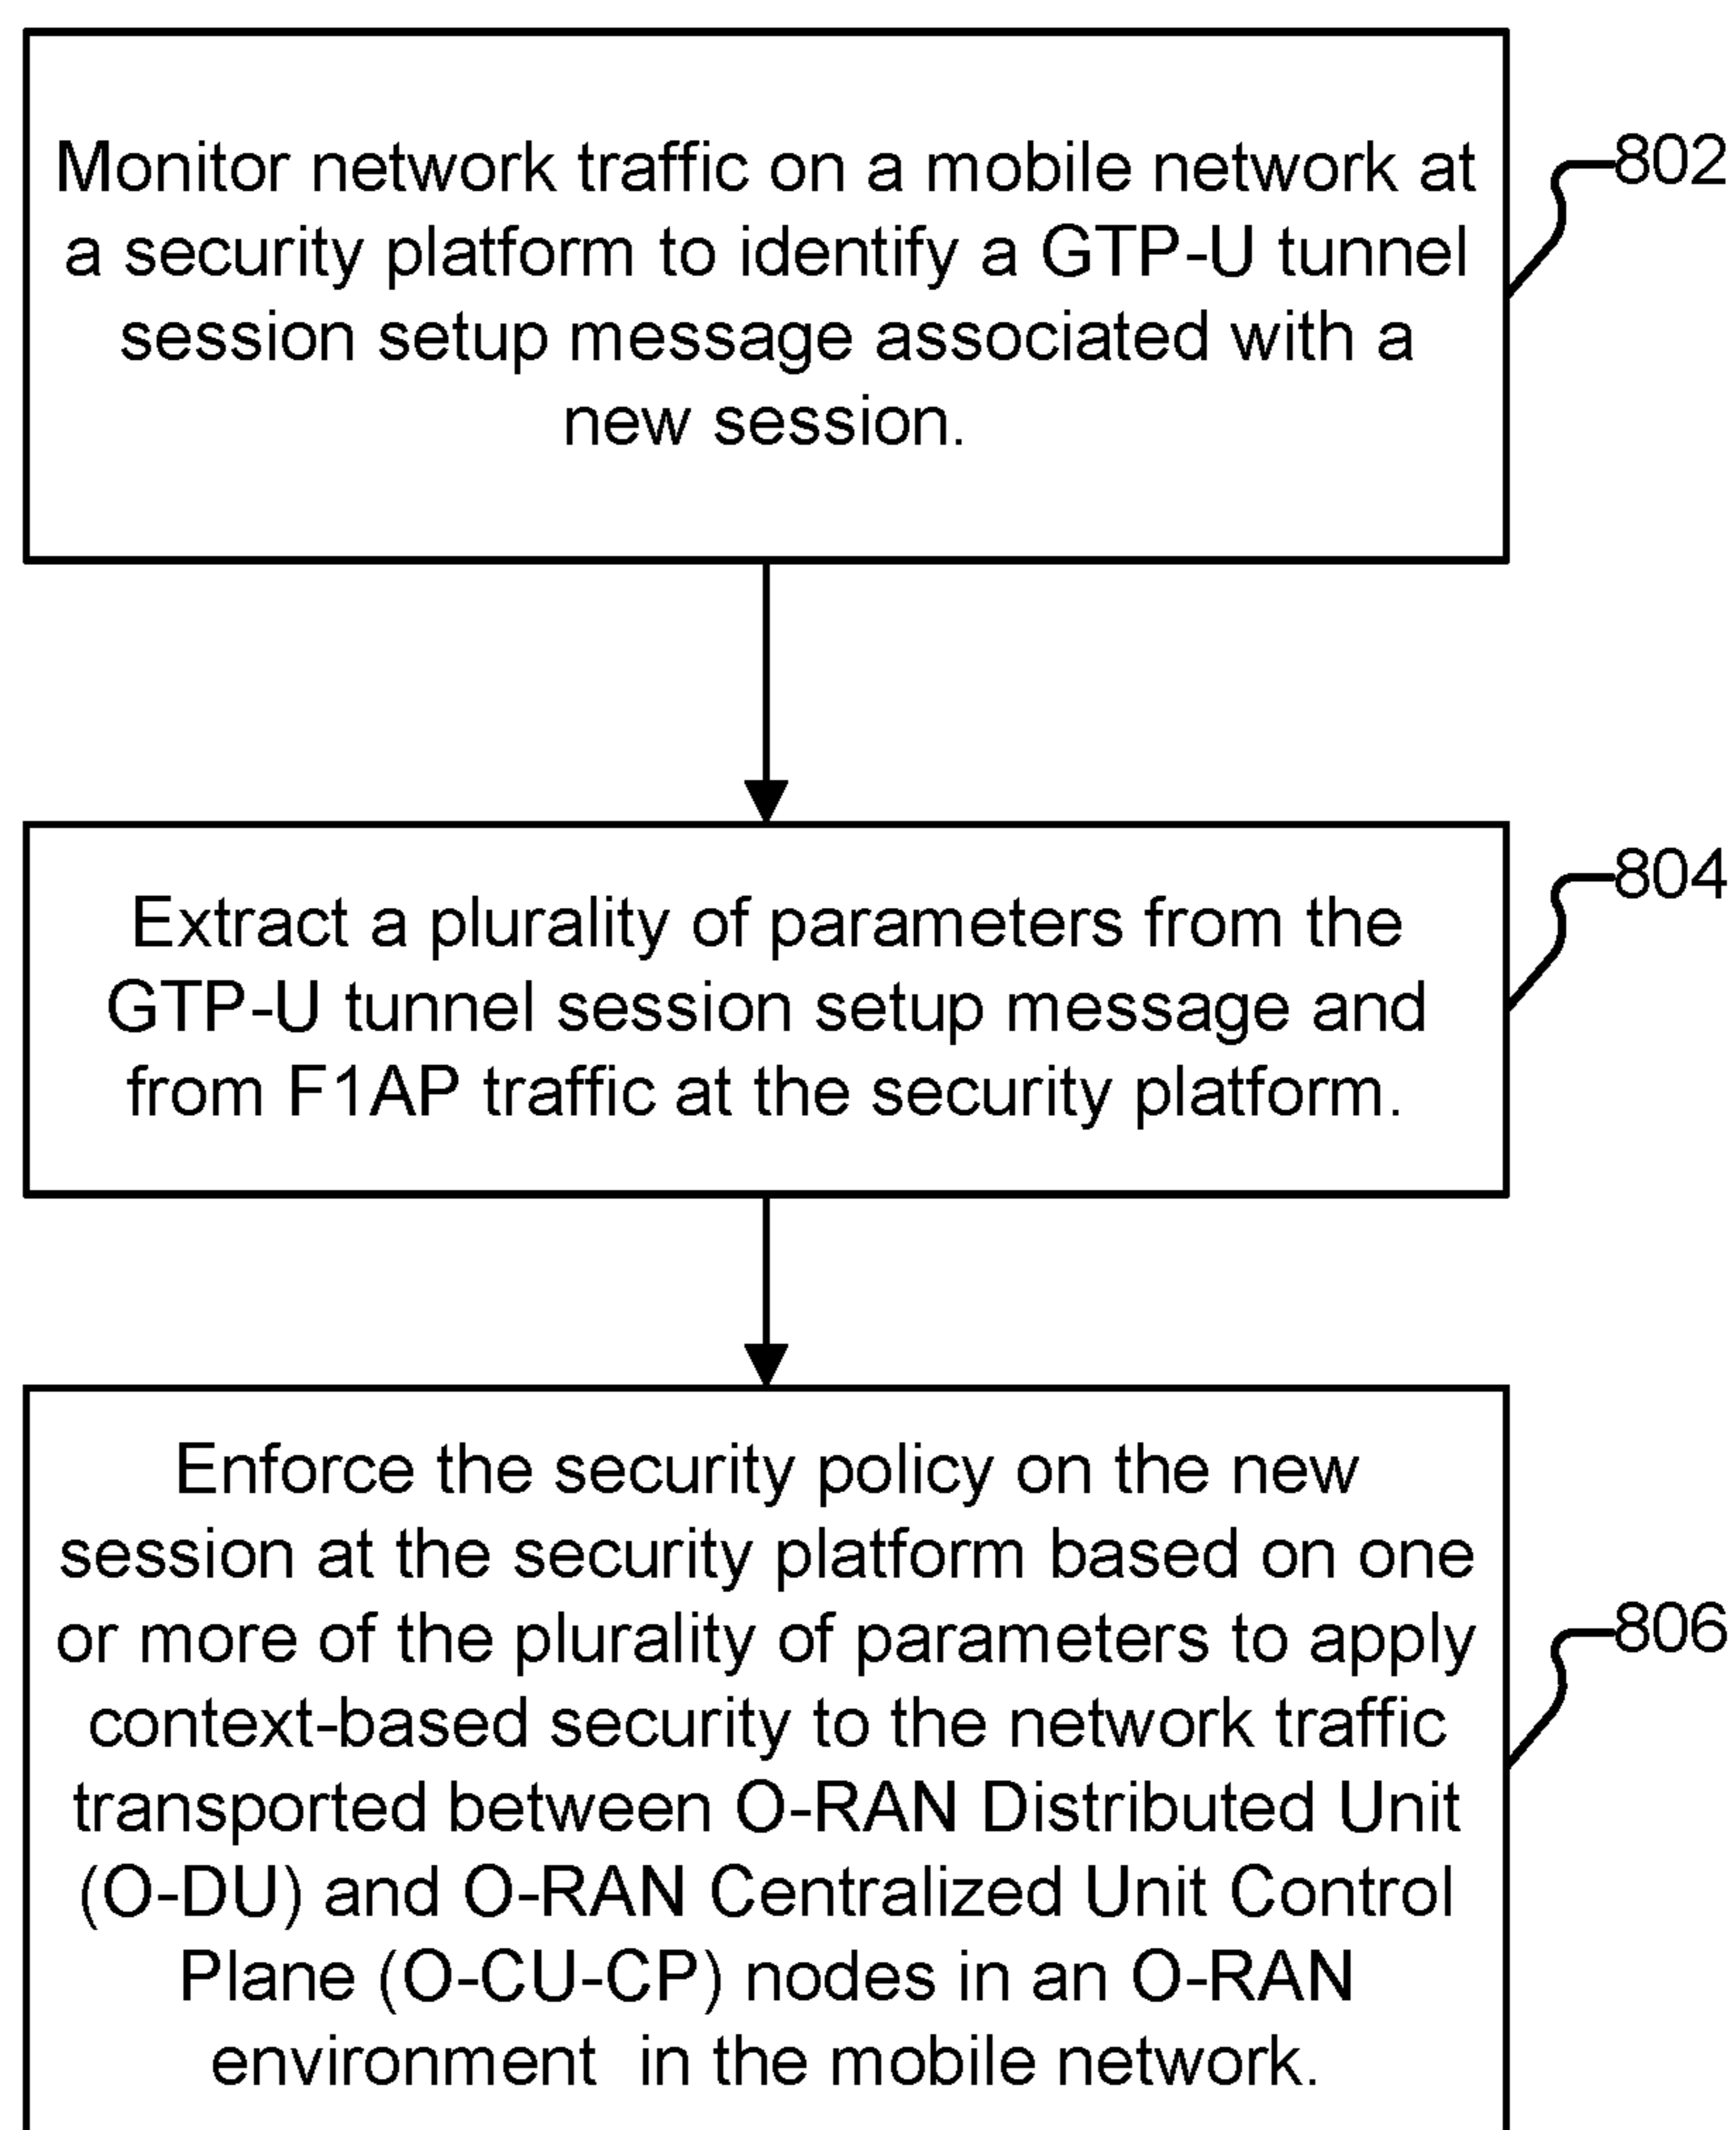 Monitor network traffic on a mobile network at
a security platform to identify a GTP-U tunnel
session setup message associated with a
new session.
802
Extract a plurality of parameters from the
GTP-U tunnel session setup message and
from F1AP traffic at the security platform.
804
Enforce the security policy on the new
session at the security platform based on one
or more of the plurality of parameters to apply
context-based security to the network traffic
transported between O-RAN Distributed Unit
(O-DU) and O-RAN Centralized Unit Control
Plane (O-CU-CP) nodes in an O-RAN
environment  in the mobile network.
806